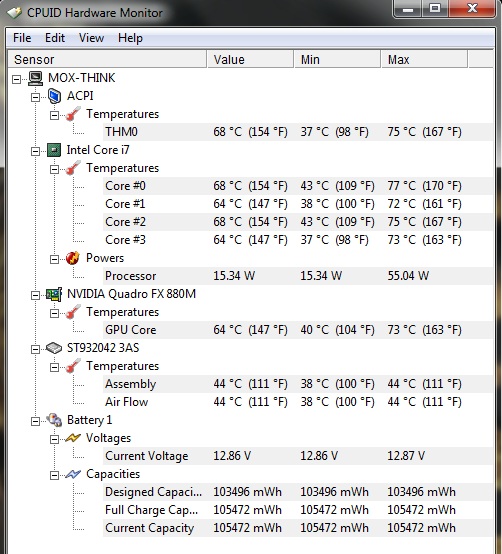 CPUID Hardware Monitor
File Edit View Help
Sensor Value Min Max
MOX-THINK
ACPI
Temperatures
THM0 68 °C (154 °F) 37 °C (98 °F) 75 °C (167 °F)
Intel Core i7
Temperatures
Core #0 68 °C (154 °F) 43 °C (109 °F) 77 °C (170 °F)
Core #1 64 °C (147 °F) 38 °C (100 °F) 72 °C (161 °F)
Core #2 68 °C (154 °F) 43 °C (109 °F) 75 °C (167 °F)
Core #3 64 °C (147 °F) 37 °C (98 °F) 73 °C (163 °F)
Powers
Processor 15.34 W 15.34 W 55.04 W
NVIDIA Quadro FX 880M
Temperatures
GPU Core 64 °C (147 °F) 40 °C (104 °F) 73 °C (163 °F)
ST932042 3AS
Temperatures
Assembly 44 °C (111 °F) 38 °C (100 °F) 44 °C (111 °F)
Air Flow 44 °C (111 °F) 38 °C (100 °F) 44 °C (111 °F)
Battery 1
Voltages
Current Voltage 12.86 V 12.86 V 12.87 V
Capacities
Designed Capaci... 103496 mWh 103496 mWh 103496 mWh
Full Charge Cap... 105472 mWh 105472 mWh 105472 mWh
Current Capacity 105472 mWh 105472 mWh 105472 mWh